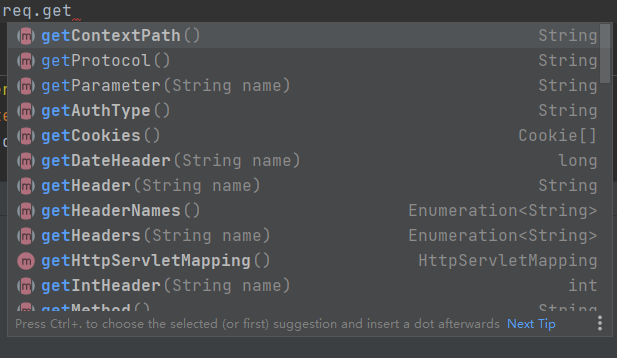 req.get
getContextPath() String
getProtocol() String
getParameter(String name) String
getAuthType() String
getCookies() Cookie[]
getDateHeader(String name) long
getHeader(String name) String
getHeaderNames() Enumeration<String>
getHeaders(String name) Enumeration<String>
getHttpServletMapping() HttpServletMapping
getIntHeader(String name) int
getMethod() String
Press Ctrl+. to choose the selected (or first) suggestion and insert a dot afterwards Next Tip